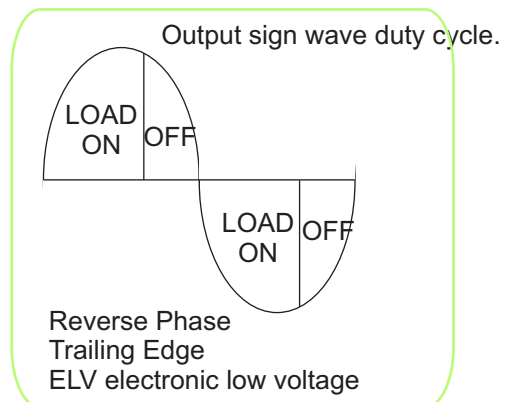 Output sign wave duty cycle.
LOAD
ON
OFF
LOAD
ON
OFF
Reverse Phase
Trailing Edge
ELV electronic low voltage